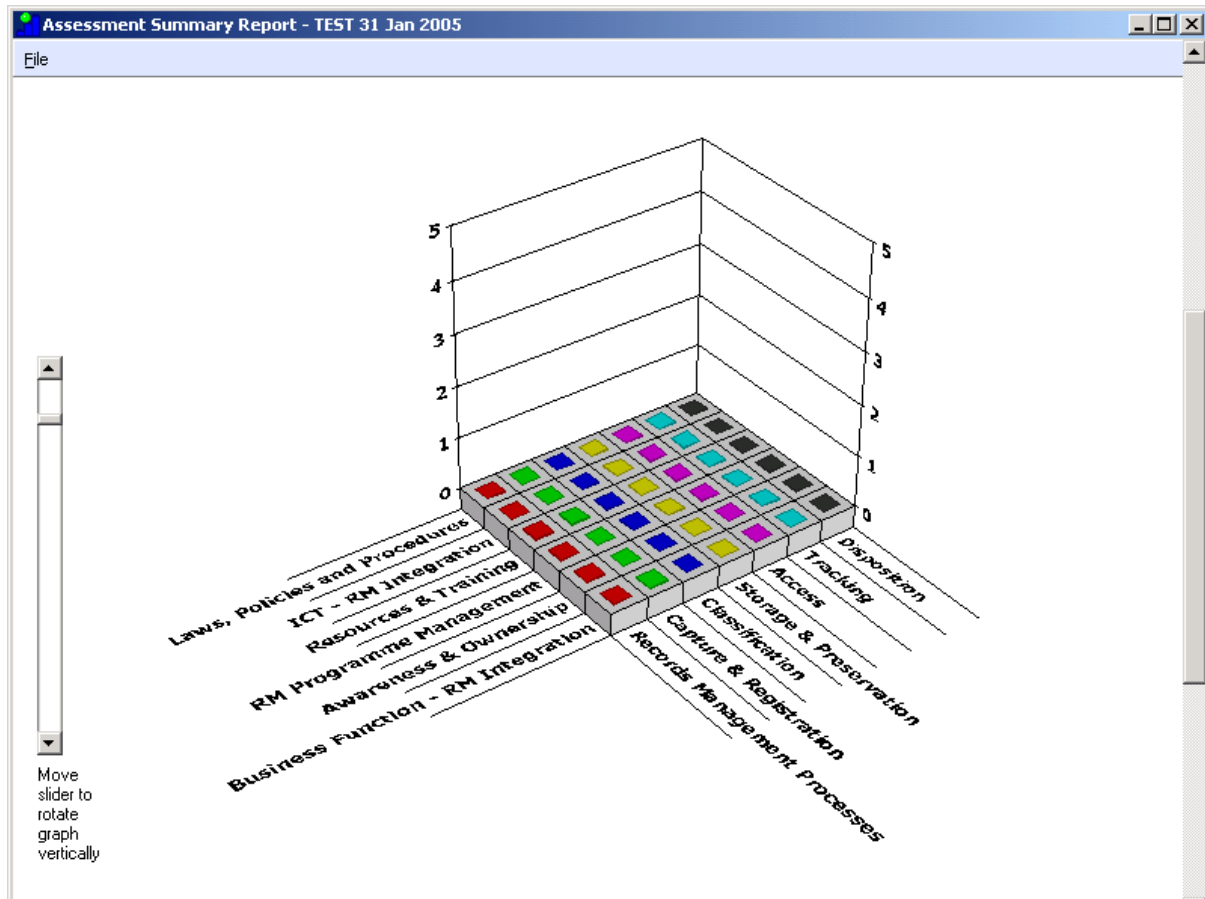 Assessment Summary Report - TEST 31 Jan 2005
File
5
4
3
2
1
0
5
4
3
2
1
0
Laws, Policies and Procedures
ICT - RM Integration
Resources & Training
RM Programme Management
Awareness & Ownership
Business Function - RM Integration
Disposition
Tracking
Access
Storage & Preservation
Classification
Capture & Registration
Records Management Processes
Move
slider to
rotate
graph
vertically